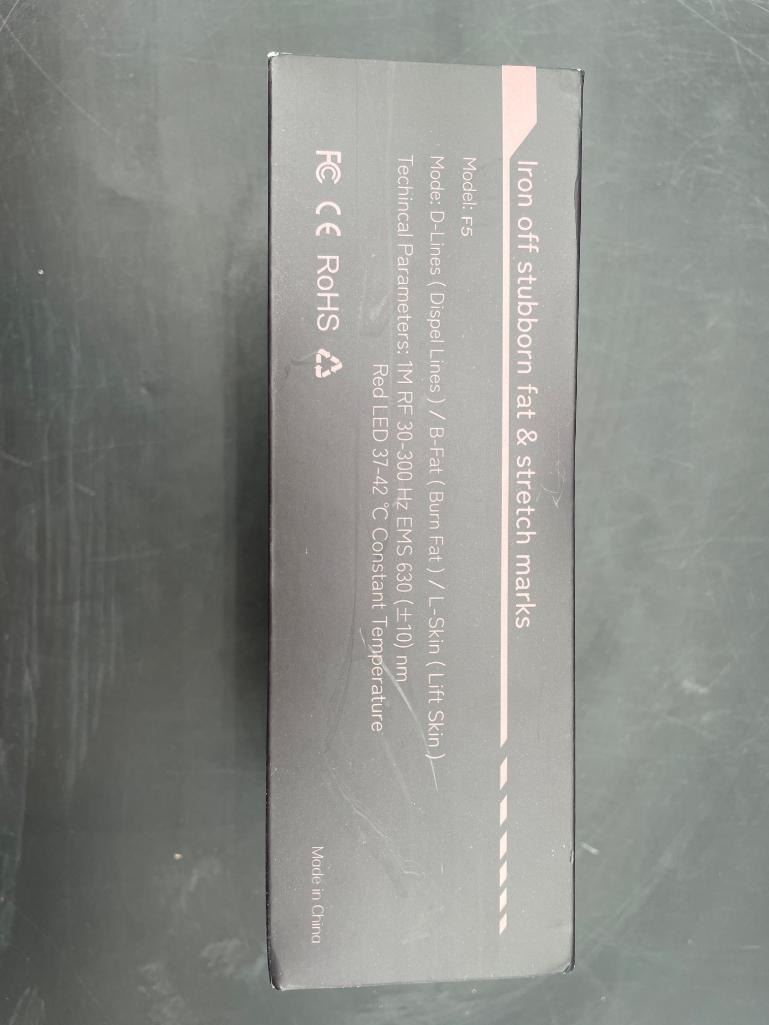 Iron off stubborn fat & stretch marks
Model: F5
Mode: D-Lines ( Dispel Lines ) / B-Fat ( Burn Fat ) / L-Skin ( Lift Skin )
Techincal Parameters: 1M RF 30-300 Hz EMS 630 (±10) nm
Red LED 37-42 °C Constant Temperature
FC CE RoHS
Made in China